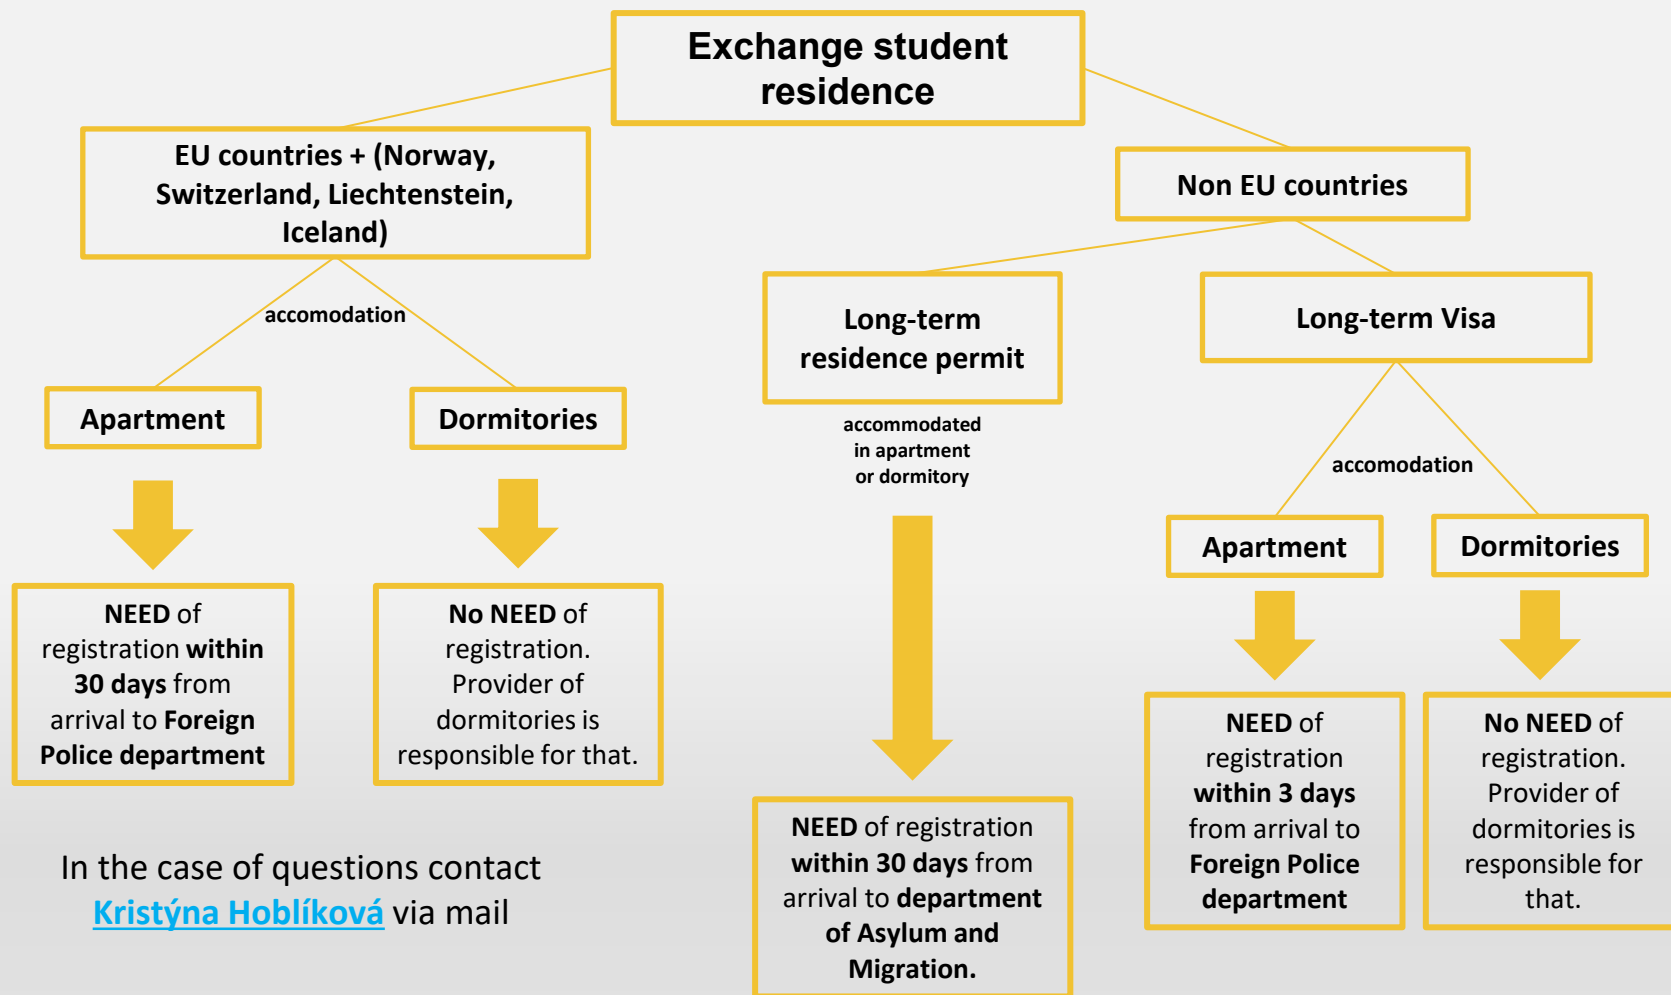 Exchange student
residence
EU countries + (Norway,
Switzerland, Liechtenstein,
Iceland)
accomodation
Apartment
Dormitories
NEED of
registration within
30 days from
arrival to Foreign
Police department
No NEED of
registration.
Provider of
dormitories is
responsible for that.
Non EU countries
Long-term
residence permit
accommodated
in apartment
or dormitory
NEED of registration
within 30 days from
arrival to department
of Asylum and
Migration.
Long-term Visa
accomodation
Apartment
Dormitories
NEED of
registration
within 3 days
from arrival to
Foreign Police
department
No NEED of
registration.
Provider of
dormitories is
responsible for
that.
In the case of questions contact
Kristýna Hoblíková via mail